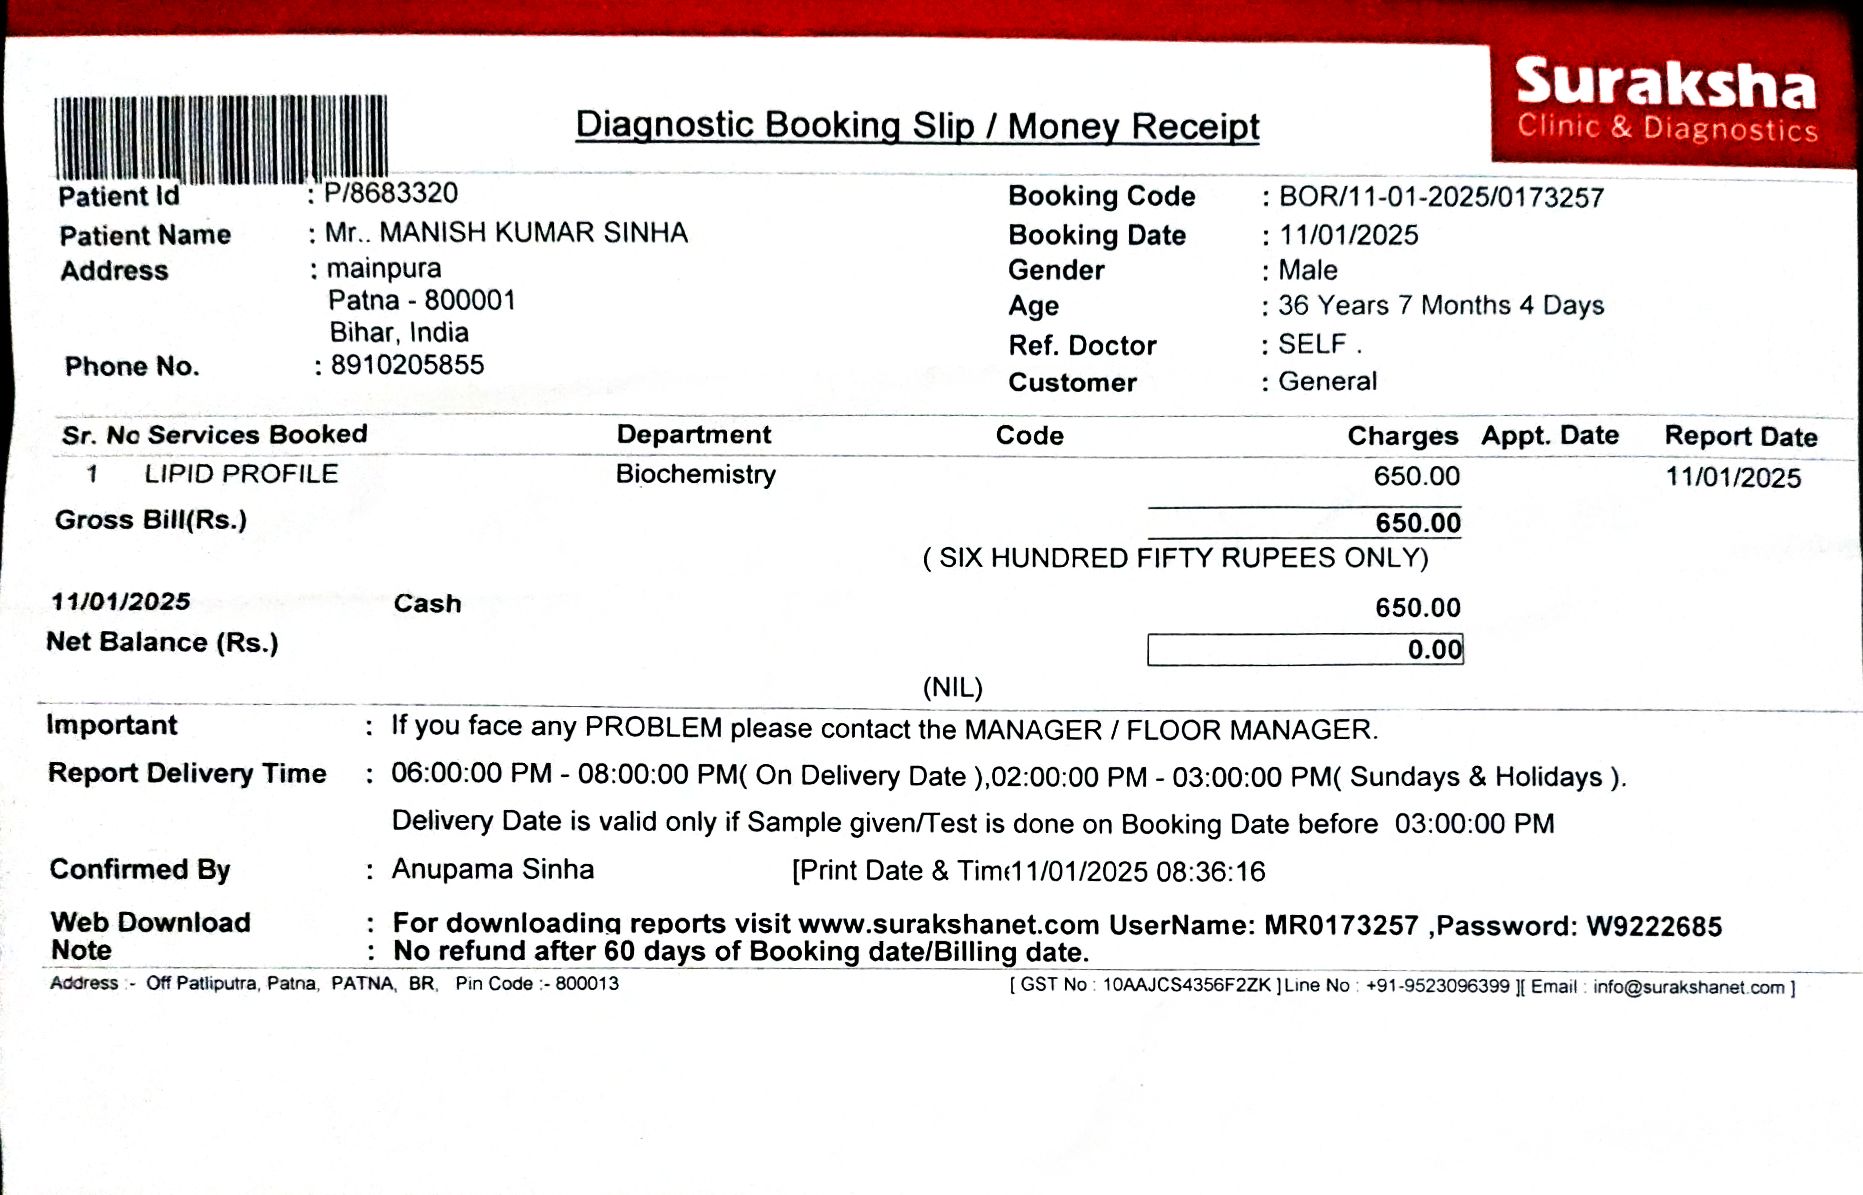 Suraksha
Clinic & Diagnostics
Diagnostic Booking Slip / Money Receipt
Patient Id : P/8683320 Booking Code : BOR/11-01-2025/0173257
Patient Name : Mr.. MANISH KUMAR SINHA Booking Date : 11/01/2025
Address : mainpura Gender : Male
Patna - 800001 Age : 36 Years 7 Months 4 Days
Bihar, India Ref. Doctor : SELF .
Phone No. : 8910205855 Customer : General
Sr. No Services Booked Department Code Charges Appt. Date Report Date
1 LIPID PROFILE Biochemistry 650.00 11/01/2025
Gross Bill(Rs.) 650.00
( SIX HUNDRED FIFTY RUPEES ONLY)
11/01/2025 Cash 650.00
Net Balance (Rs.) 0.00
(NIL)
Important : If you face any PROBLEM please contact the MANAGER / FLOOR MANAGER.
Report Delivery Time : 06:00:00 PM - 08:00:00 PM( On Delivery Date ),02:00:00 PM - 03:00:00 PM( Sundays & Holidays ).
Delivery Date is valid only if Sample given/Test is done on Booking Date before 03:00:00 PM
Confirmed By : Anupama Sinha [Print Date & Time 11/01/2025 08:36:16
Web Download : For downloading reports visit www.surakshanet.com UserName: MR0173257 ,Password: W9222685
Note : No refund after 60 days of Booking date/Billing date.
Address :- Off Patliputra, Patna, PATNA, BR, Pin Code :- 800013 [ GST No : 10AAJCS4356F2ZK ]Line No : +91-9523096399 ][ Email : info@surakshanet.com ]